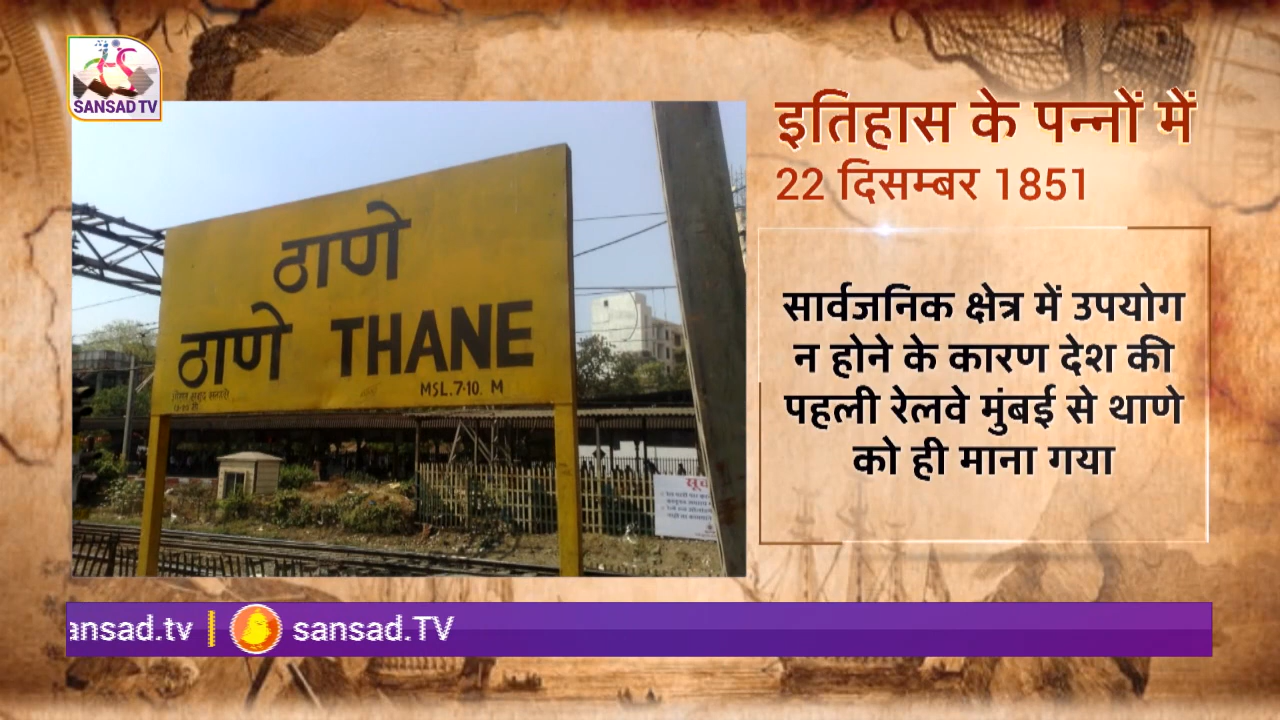 SANSAD TV
इतिहास के पन्नों में
22 दिसम्बर 1851
ठाणे
ठाणे THANE
MSL.7·10. M
सार्वजनिक क्षेत्र में उपयोग
न होने के कारण देश की
पहली रेलवे मुंबई से थाणे
को ही माना गया
ansad.tv | sansad.TV